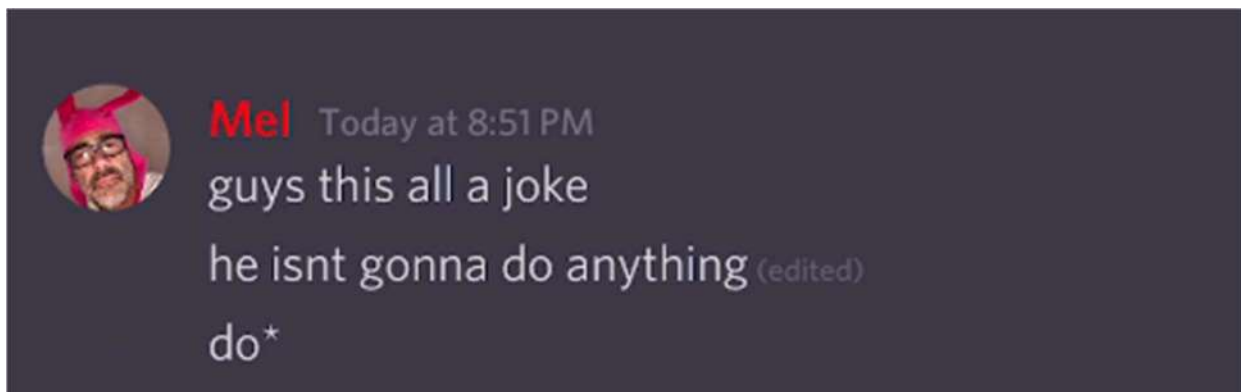 Mel Today at 8:51 PM
guys this all a joke
he isnt gonna do anything (edited)
do*